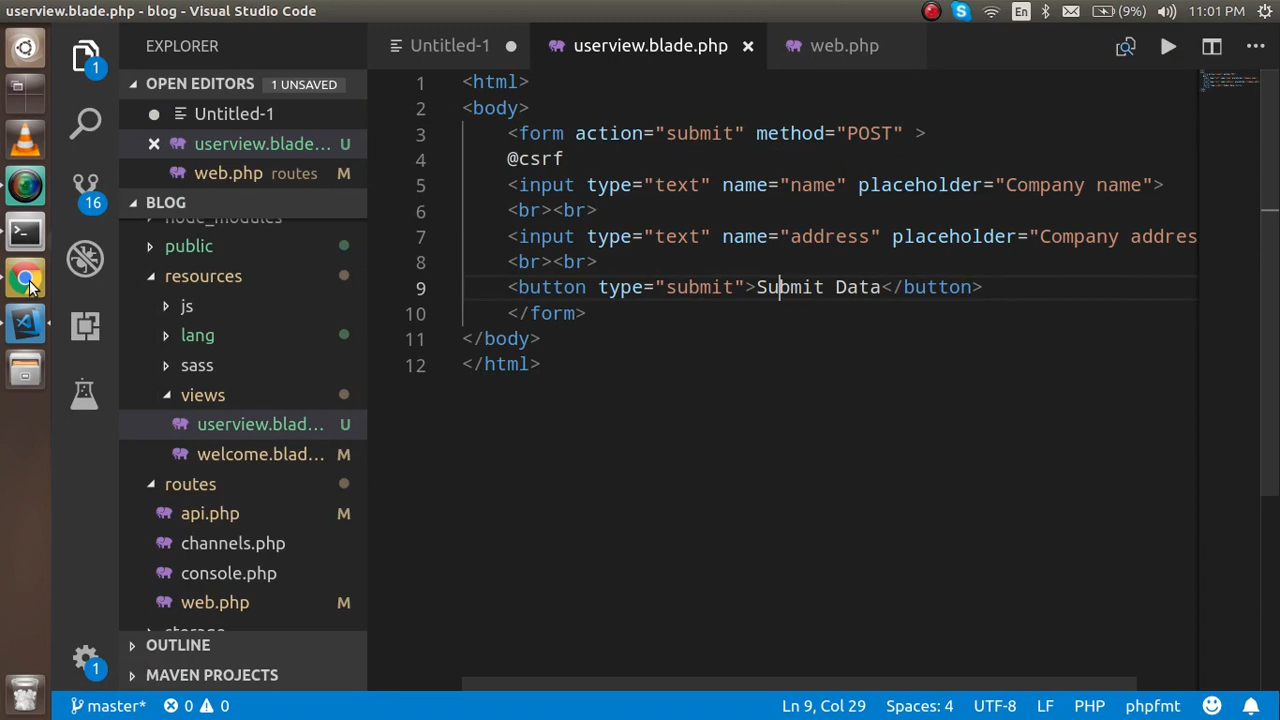 userview.blade.php - blog - Visual Studio Code
En
(9%)
11:01 PM
EXPLORER
1
OPEN EDITORS
1 UNSAVED
Untitled-1
userview.blade...
U
web.php routes
M
16
BLOG
node_modules
public
resources
js
lang
sass
views
userview.blad...
U
welcome.blad...
M
routes
api.php
M
channels.php
console.php
web.php
M
storage
OUTLINE
MAVEN PROJECTS
1
Untitled-1
userview.blade.php
web.php
1 <html>
2 <body>
3 <form action="submit" method="POST" >
4 @csrf
5 <input type="text" name="name" placeholder="Company name">
6 <br><br>
7 <input type="text" name="address" placeholder="Company addres
8 <br><br>
9 <button type="submit">Submit Data</button>
10 </form>
11 </body>
12 </html>
master*
0
0
Ln 9, Col 29
Spaces: 4
UTF-8
LF
PHP
phpfmt